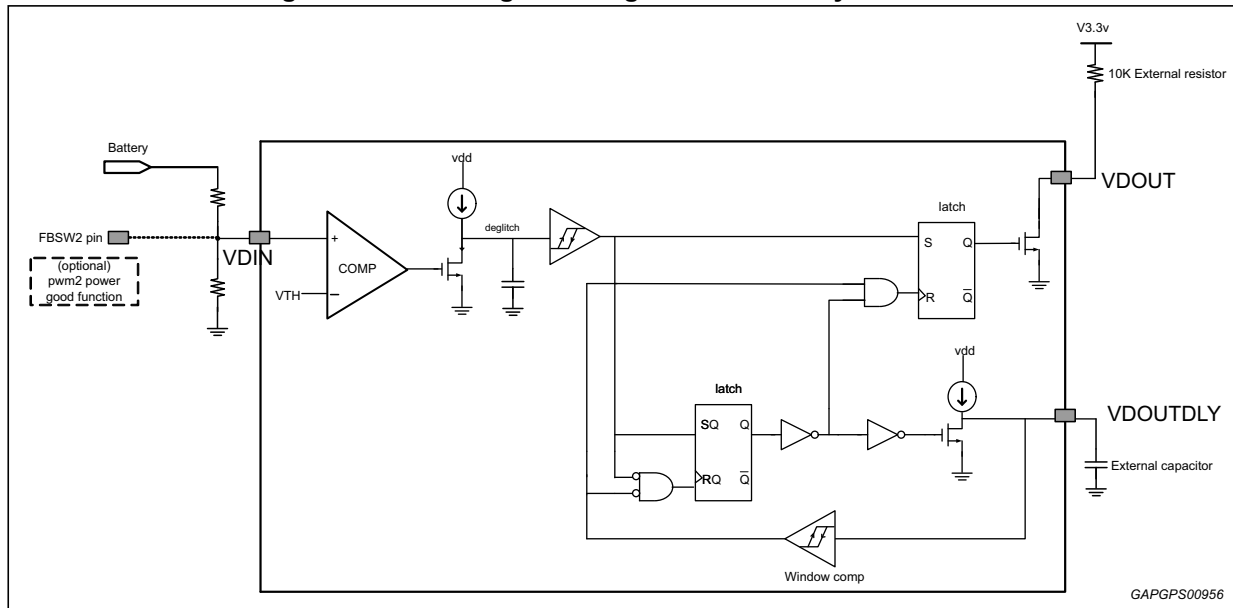 V3.3v
10K External resistor
Battery
vdd
VDOUT
latch
deglitch
FBSW2 pin
VDIN
+
COMP
S
Q
(optional)
pwm2 power
good function
VTH
−
R
Q
vdd
latch
VDOUTDLY
SQ
Q
External capacitor
RQ
Q
Window comp
GAPGPS00956